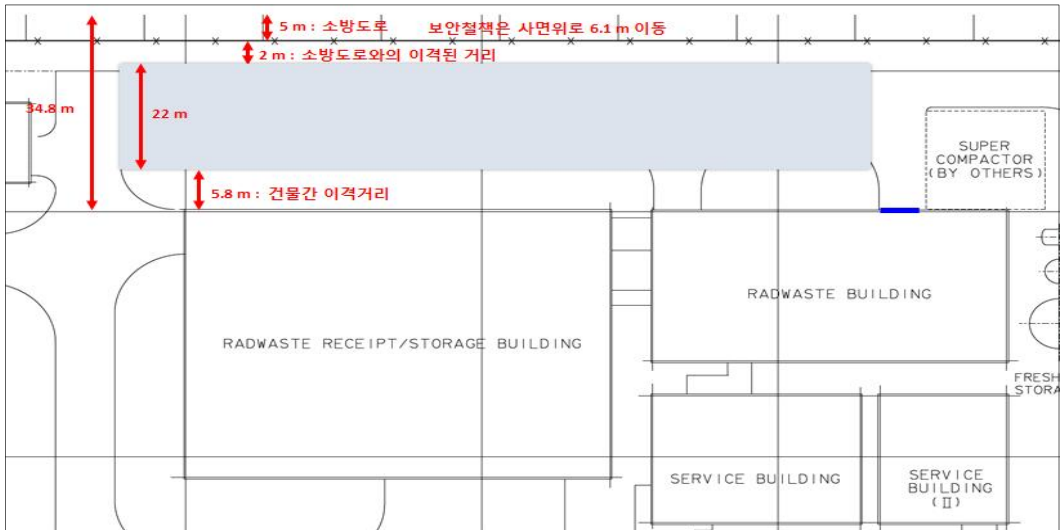 5 m : 소방도로
보안철책은 사면위로 6.1 m 이동
2 m : 소방도로와의 이격된 거리
34.8 m
22 m
SUPER
COMPACTOR
(BY OTHERS)
5.8 m : 건물간 이격거리
RADWASTE BUILDING
RADWASTE RECEIPT/STORAGE BUILDING
FRESH
STORA
SERVICE BUILDING
SERVICE
BUILDING
(Ⅱ)